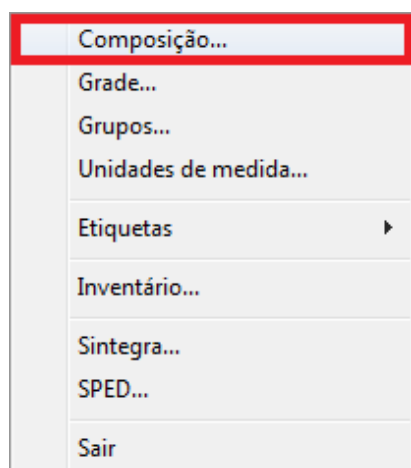 Composição...
Grade...
Grupos...
Unidades de medida...
Etiquetas
Inventário...
Sintegra...
SPED...
Sair